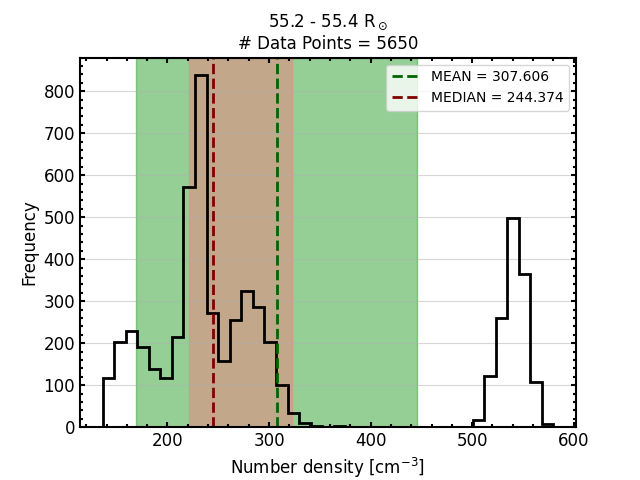 55.2 - 55.4 R⊙
# Data Points = 5650
MEAN = 307.606
MEDIAN = 244.374
Frequency
800
700
600
500
400
300
200
100
0
200 300 400 500 600
Number density [cm⁻³]